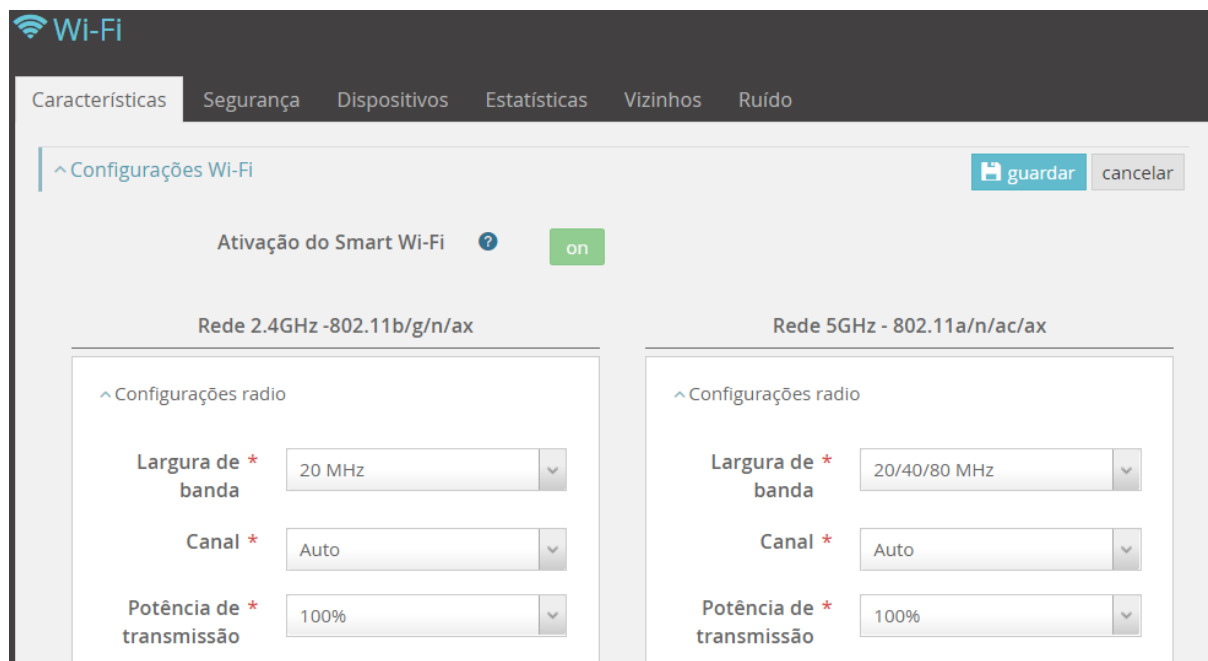 Wi-Fi
Características Segurança Dispositivos Estatísticas Vizinhos Ruído
Configurações Wi-Fi guardar cancelar
Ativação do Smart Wi-Fi ? on
Rede 2.4GHz -802.11b/g/n/ax Rede 5GHz - 802.11a/n/ac/ax
Configurações radio Configurações radio
Largura de * 20 MHz Largura de * 20/40/80 MHz
banda banda
Canal * Auto Canal * Auto
Potência de * 100% Potência de * 100%
transmissão transmissão